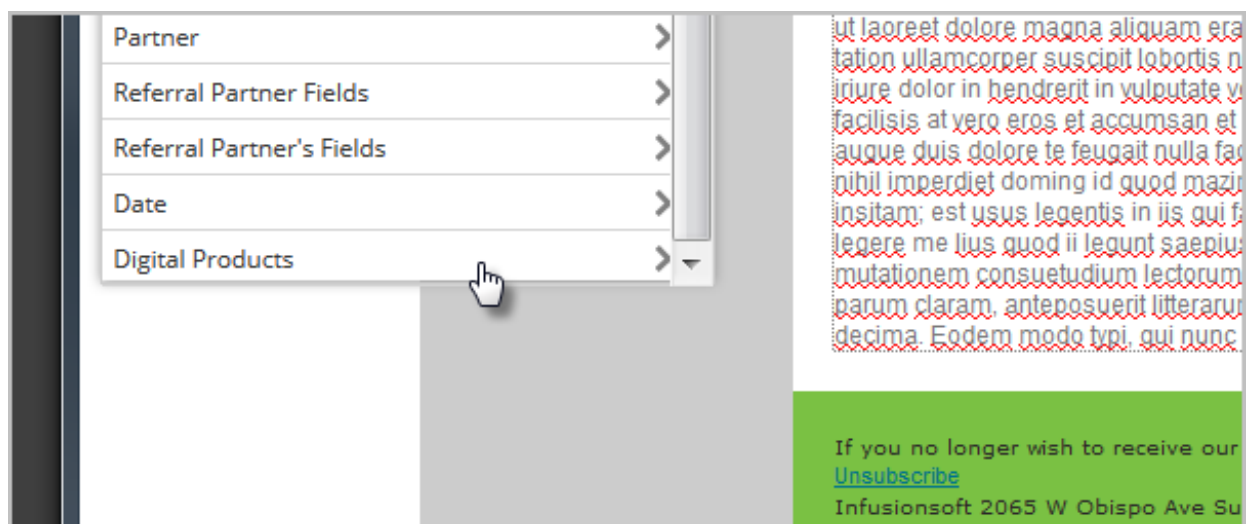 Partner
Referral Partner Fields
Referral Partner's Fields
Date
Digital Products
ut laoreet dolore magna aliquam era
tation ullamcorper suscipit lobortis n
iriure dolor in hendrerit in vulputate v
facilisis at vero eros et accumsan et
augue duis dolore te feugait nulla fac
nihil imperdiet doming id quod mazin
insitam; est usus legentis in iis qui f
legere me lius quod ii legunt saepius
mutationem consuetudium lectorum
parum claram, anteposuerit litterarum
decima. Eodem modo typi, qui nunc
If you no longer wish to receive our
Unsubscribe
Infusionsoft 2065 W Obispo Ave Su